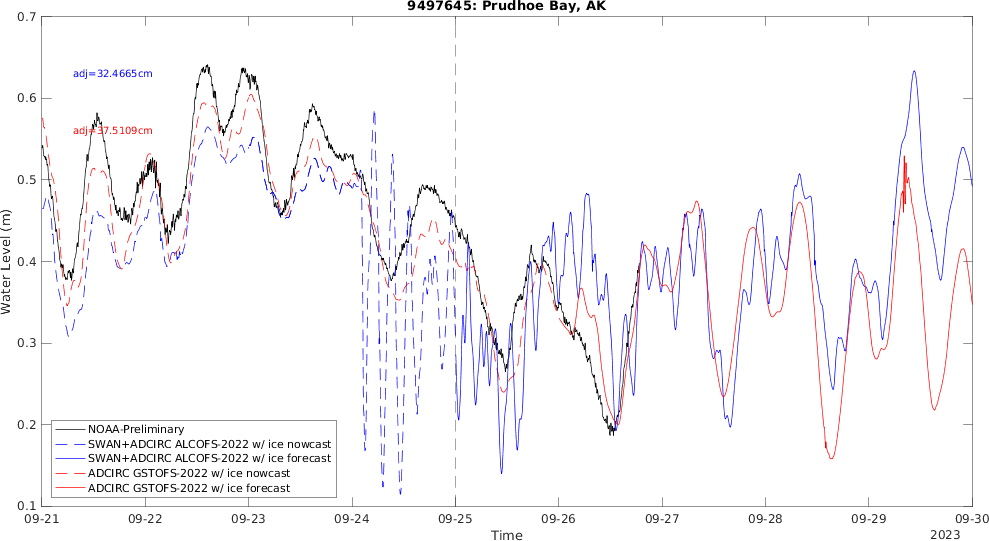 9497645: Prudhoe Bay, AK
0.7
0.6
0.5
0.4
0.3
0.2
0.1
Water Level (m)
adj=32.4665cm
adj=37.5109cm
NOAA-Preliminary
SWAN+ADCIRC ALCOFS-2022 w/ ice nowcast
SWAN+ADCIRC ALCOFS-2022 w/ ice forecast
ADCIRC GSTOFS-2022 w/ ice nowcast
ADCIRC GSTOFS-2022 w/ ice forecast
09-21 09-22 09-23 09-24 09-25 09-26 09-27 09-28 09-29 09-30
Time
2023